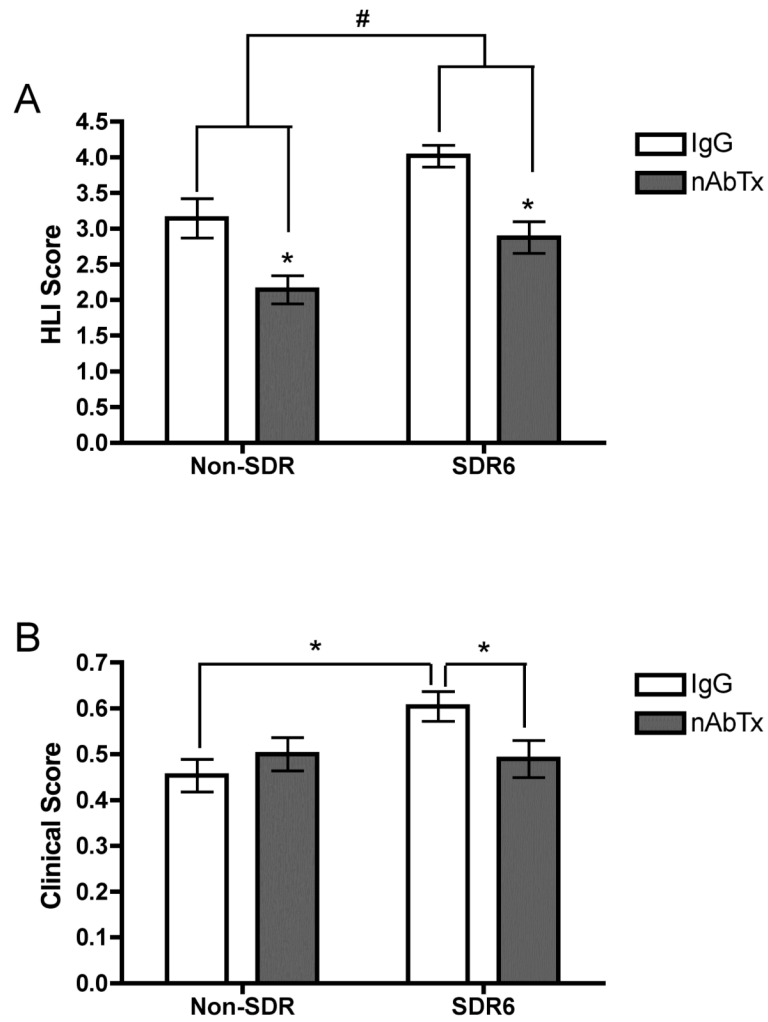 #
A
HLI Score
4.5
4.0
3.5
3.0
2.5
2.0
1.5
1.0
0.5
0.0
*
*
Non-SDR
SDR6
IgG
nAbTx
B
Clinical Score
0.7
0.6
0.5
0.4
0.3
0.2
0.1
0.0
*
*
Non-SDR
SDR6
IgG
nAbTx